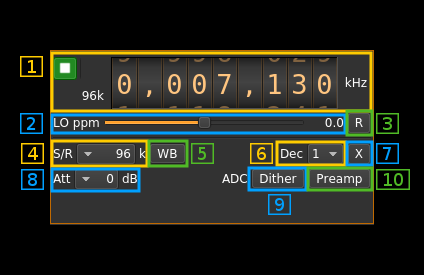 1
0,007,130 kHz
96k
2 LO ppm 0.0 R 3
4 S/R 96 k WB 5 6 Dec 1 X 7
8 Att 0 dB ADC Dither Preamp 10
9